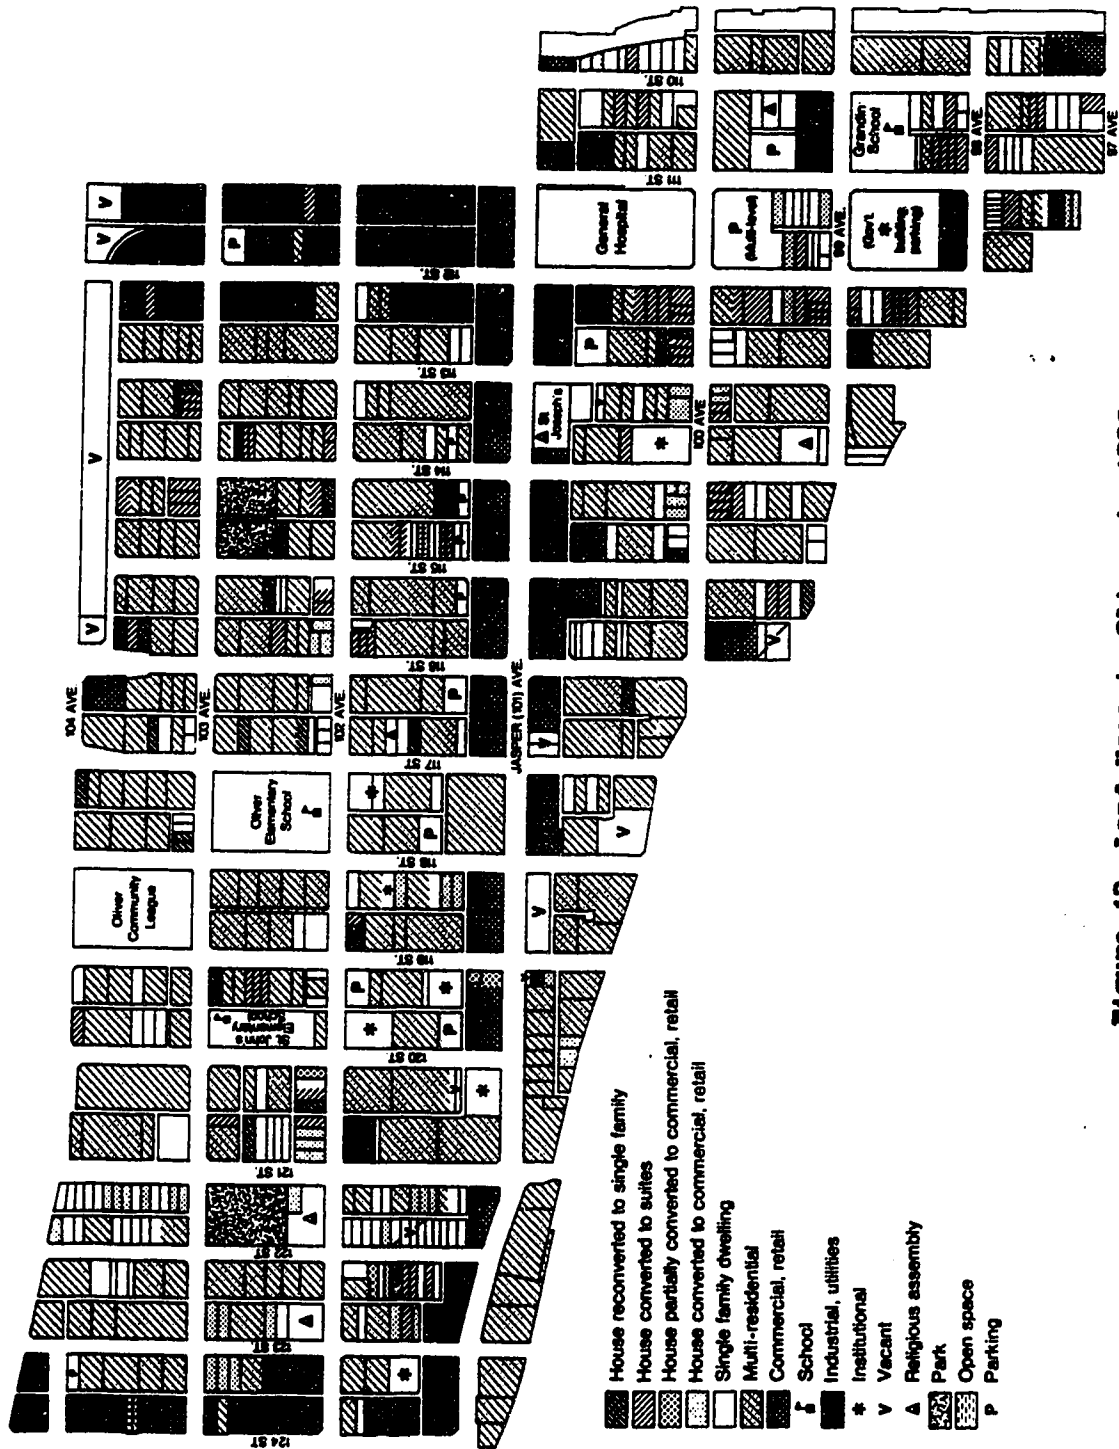 110 ST.
Grandin
School
98 AVE.
97 AVE.
111 ST.
V
V
P
General
Hospital
P
(Multi-level)
P
99 AVE.
(Govt.
*
building,
parking)
112 ST.
V
P
113 ST.
St
Joseph's
100 AVE
*
114 ST.
P
115 ST.
V
P
V
116 ST.
104 AVE.
103 AVE.
102 AVE.
P
JASPER (101) AVE.
117 ST
Oliver
Elementary
School
*
P
V
118 ST.
Oliver
Community
League
*
V
119 ST.
St. John's
Elementary
School
P
*
*
P
120 ST.
*
121 ST.
V
122 ST
123 ST.
*
124 ST
House reconverted to single family
House converted to suites
House partially converted to commercial, retail
House converted to commercial, retail
Single family dwelling
Multi-residential
Commercial, retail
School
Industrial, utilities
* Institutional
V Vacant
Religious assembly
Park
Open space
P Parking